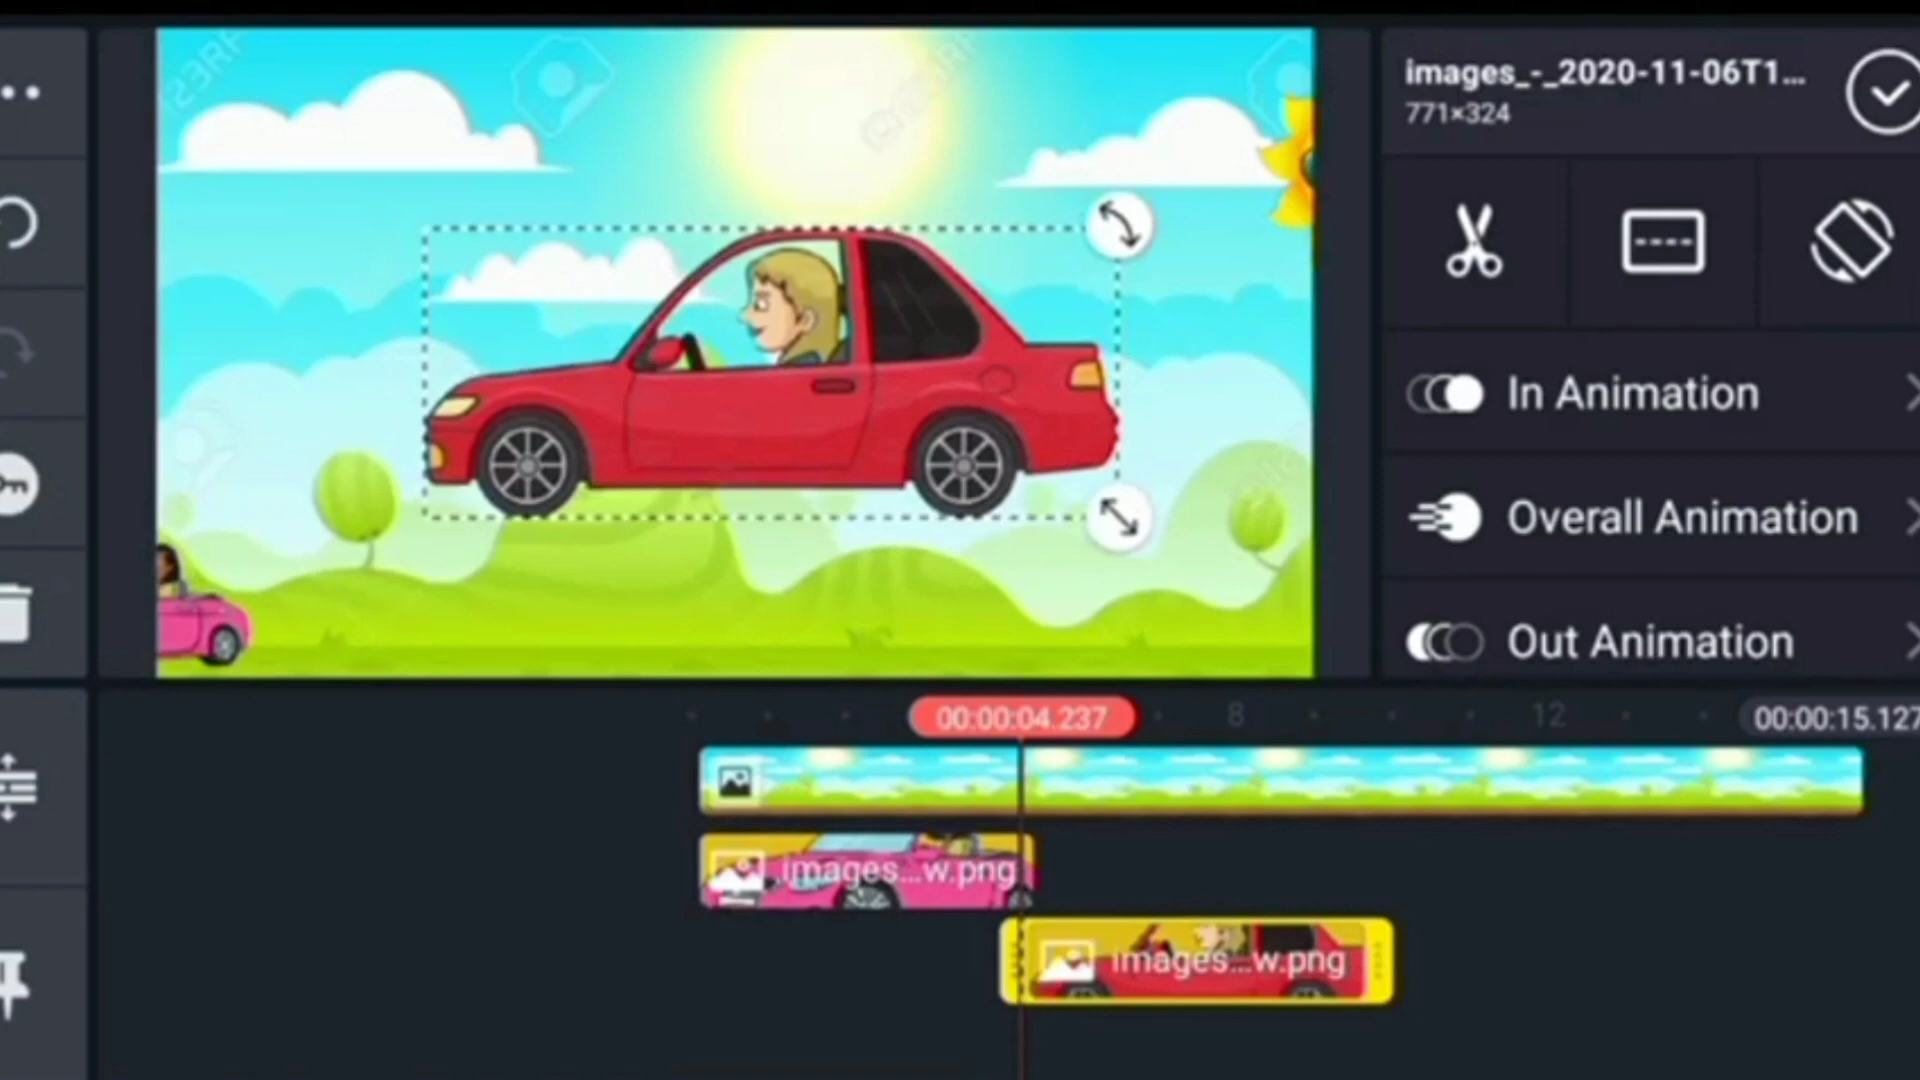 images_-_2020-11-06T1...
771×324
In Animation
Overall Animation
Out Animation
00:00:04.237
8
12
00:00:15.127
images...w.png
images...w.png